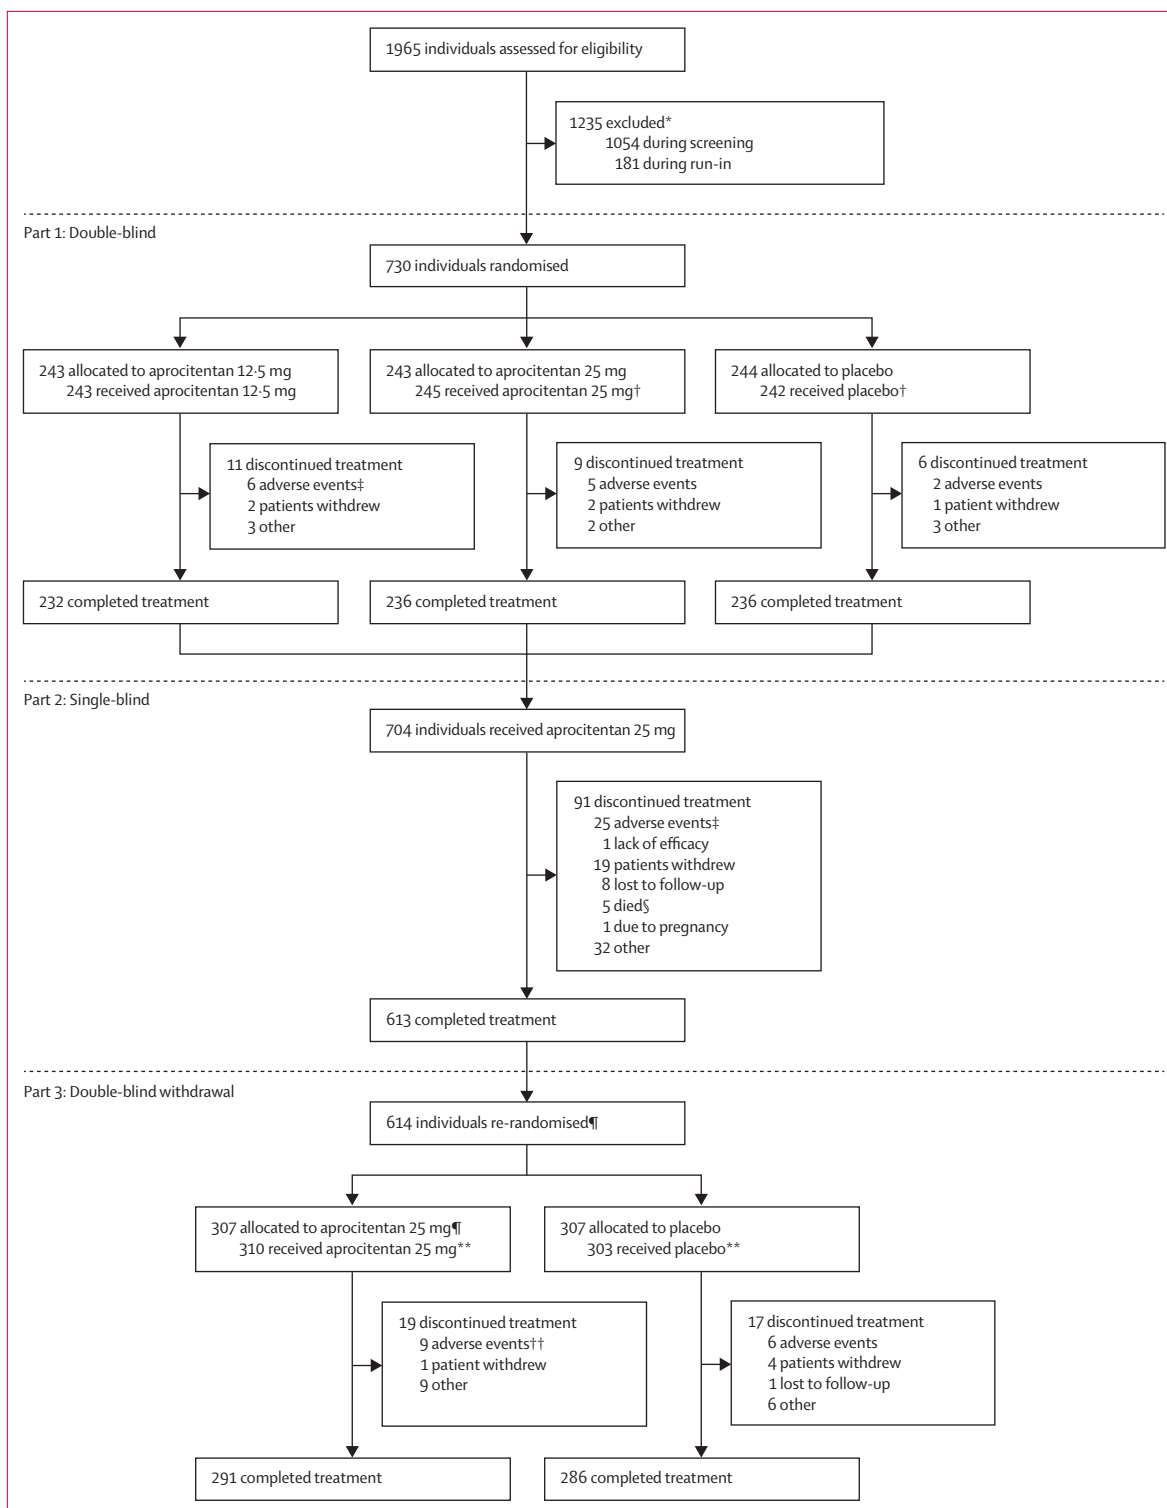 1965 individuals assessed for eligibility
1235 excluded*
1054 during screening
181 during run-in
Part 1: Double-blind
730 individuals randomised
243 allocated to aprocitentan 12·5 mg
243 received aprocitentan 12·5 mg
243 allocated to aprocitentan 25 mg
245 received aprocitentan 25 mg†
244 allocated to placebo
242 received placebo†
11 discontinued treatment
6 adverse events‡
2 patients withdrew
3 other
9 discontinued treatment
5 adverse events
2 patients withdrew
2 other
6 discontinued treatment
2 adverse events
1 patient withdrew
3 other
232 completed treatment
236 completed treatment
236 completed treatment
Part 2: Single-blind
704 individuals received aprocitentan 25 mg
91 discontinued treatment
25 adverse events‡
1 lack of efficacy
19 patients withdrew
8 lost to follow-up
5 died§
1 due to pregnancy
32 other
613 completed treatment
Part 3: Double-blind withdrawal
614 individuals re-randomised¶
307 allocated to aprocitentan 25 mg¶
310 received aprocitentan 25 mg**
307 allocated to placebo
303 received placebo**
19 discontinued treatment
9 adverse events††
1 patient withdrew
9 other
17 discontinued treatment
6 adverse events
4 patients withdrew
1 lost to follow-up
6 other
291 completed treatment
286 completed treatment